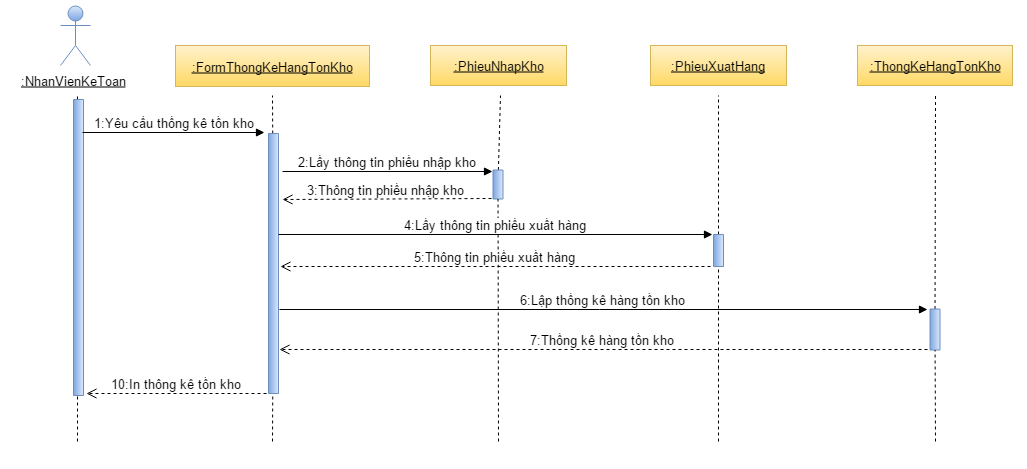 :NhanVienKeToan
:FormThongKeHangTonKho
:PhieuNhapKho
:PhieuXuatHang
:ThongKeHangTonKho
1:Yêu cầu thống kê tồn kho
2:Lấy thông tin phiếu nhập kho
3:Thông tin phiếu nhập kho
4:Lấy thông tin phiếu xuất hàng
5:Thông tin phiếu xuất hàng
6:Lập thống kê hàng tồn kho
7:Thống kê hàng tồn kho
10:In thống kê tồn kho